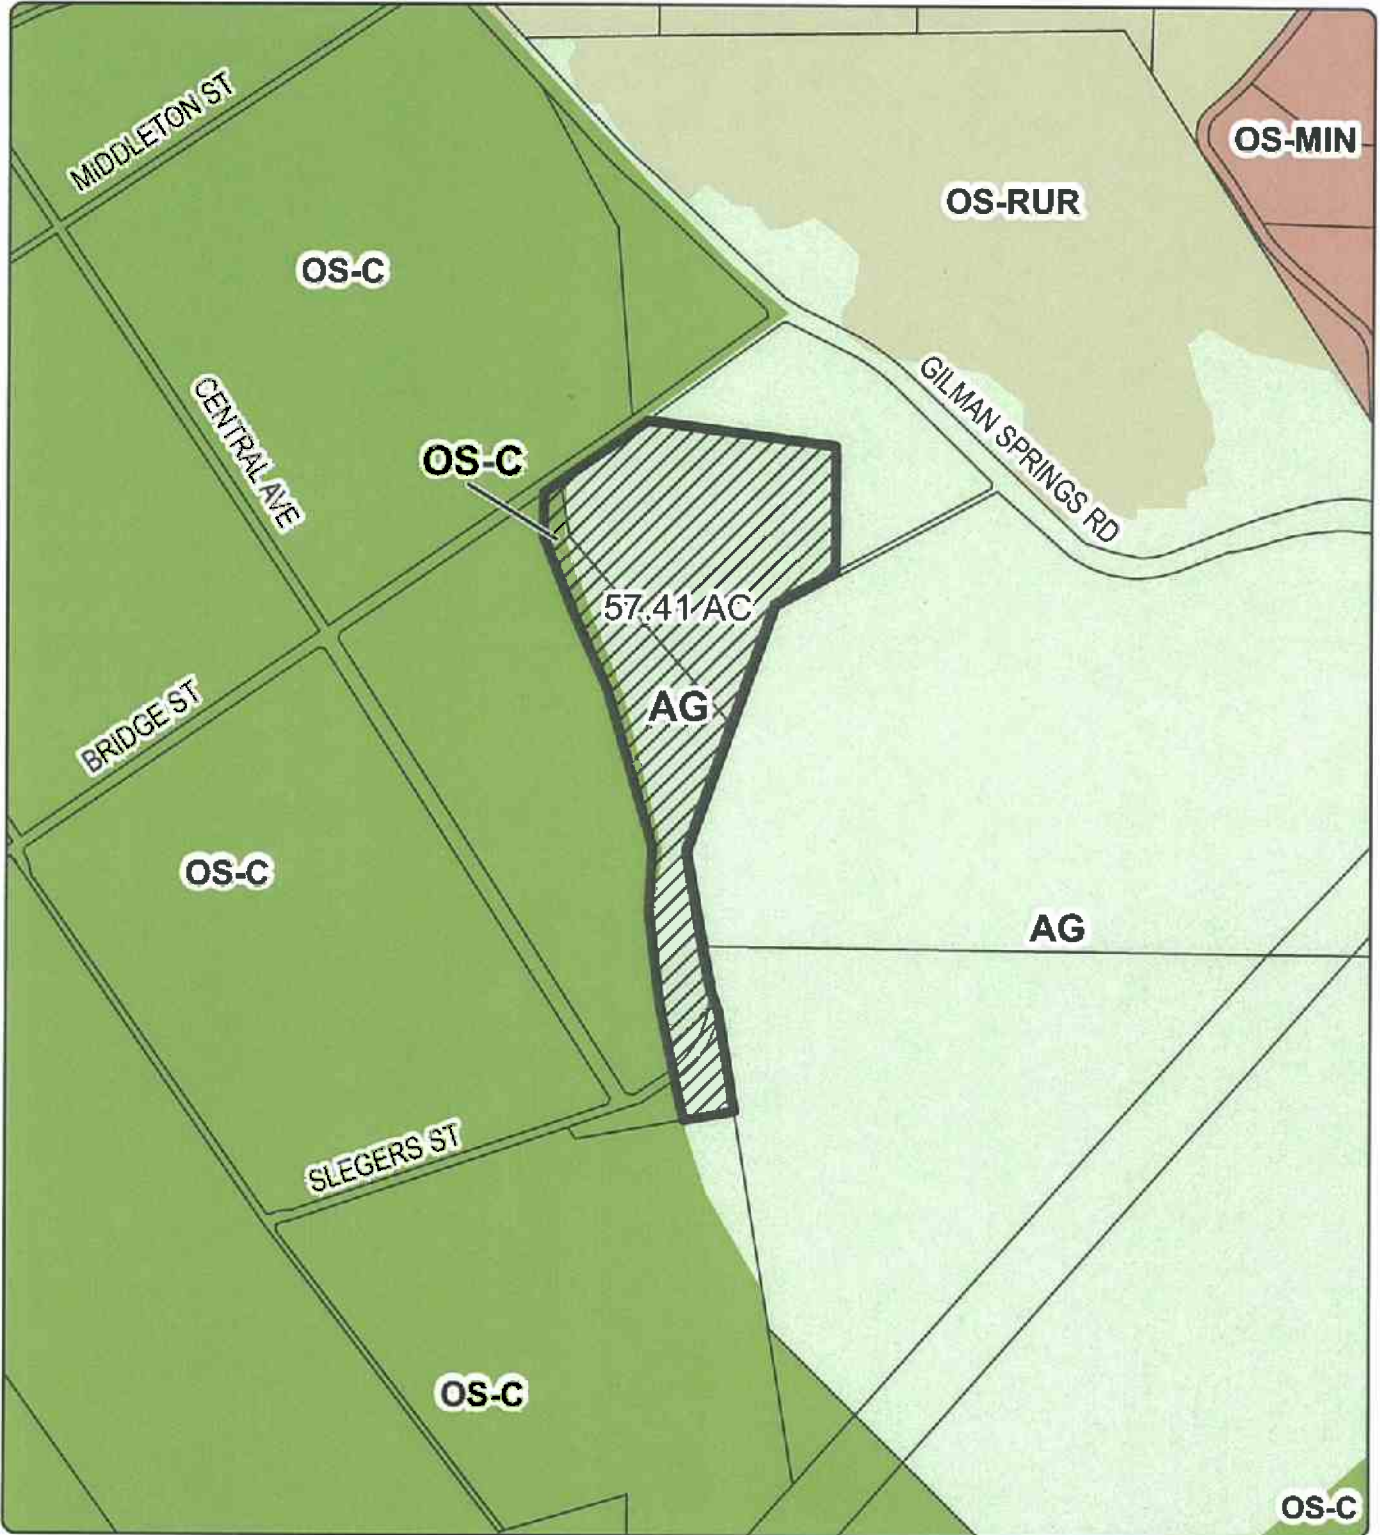 MIDDLETON ST
OS-MIN
OS-RUR
OS-C
GILMAN SPRINGS RD
CENTRAL AVE
OS-C
57.41 AC
AG
BRIDGE ST
OS-C
AG
SLEGERS ST
OS-C
OS-C